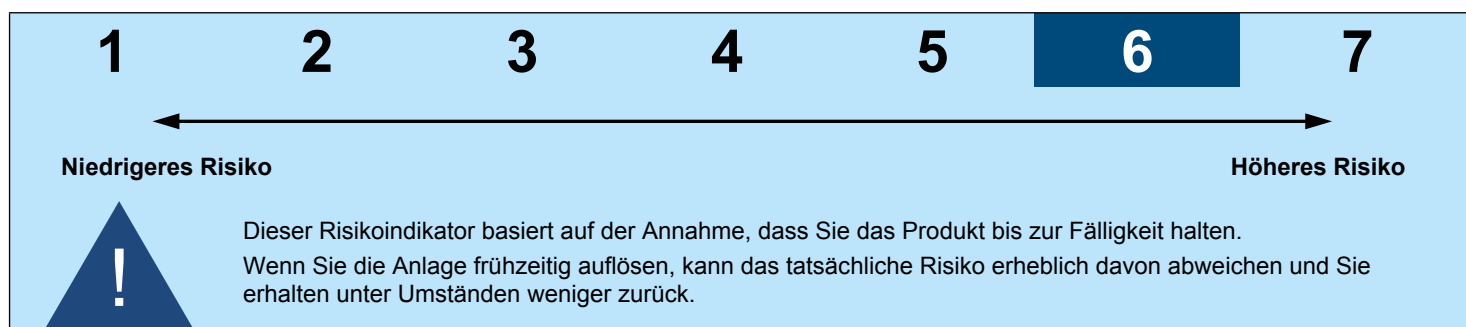 1 2 3 4 5 6 7
Niedrigeres Risiko Höheres Risiko
! Dieser Risikoindikator basiert auf der Annahme, dass Sie das Produkt bis zur Fälligkeit halten.
Wenn Sie die Anlage frühzeitig auflösen, kann das tatsächliche Risiko erheblich davon abweichen und Sie
erhalten unter Umständen weniger zurück.